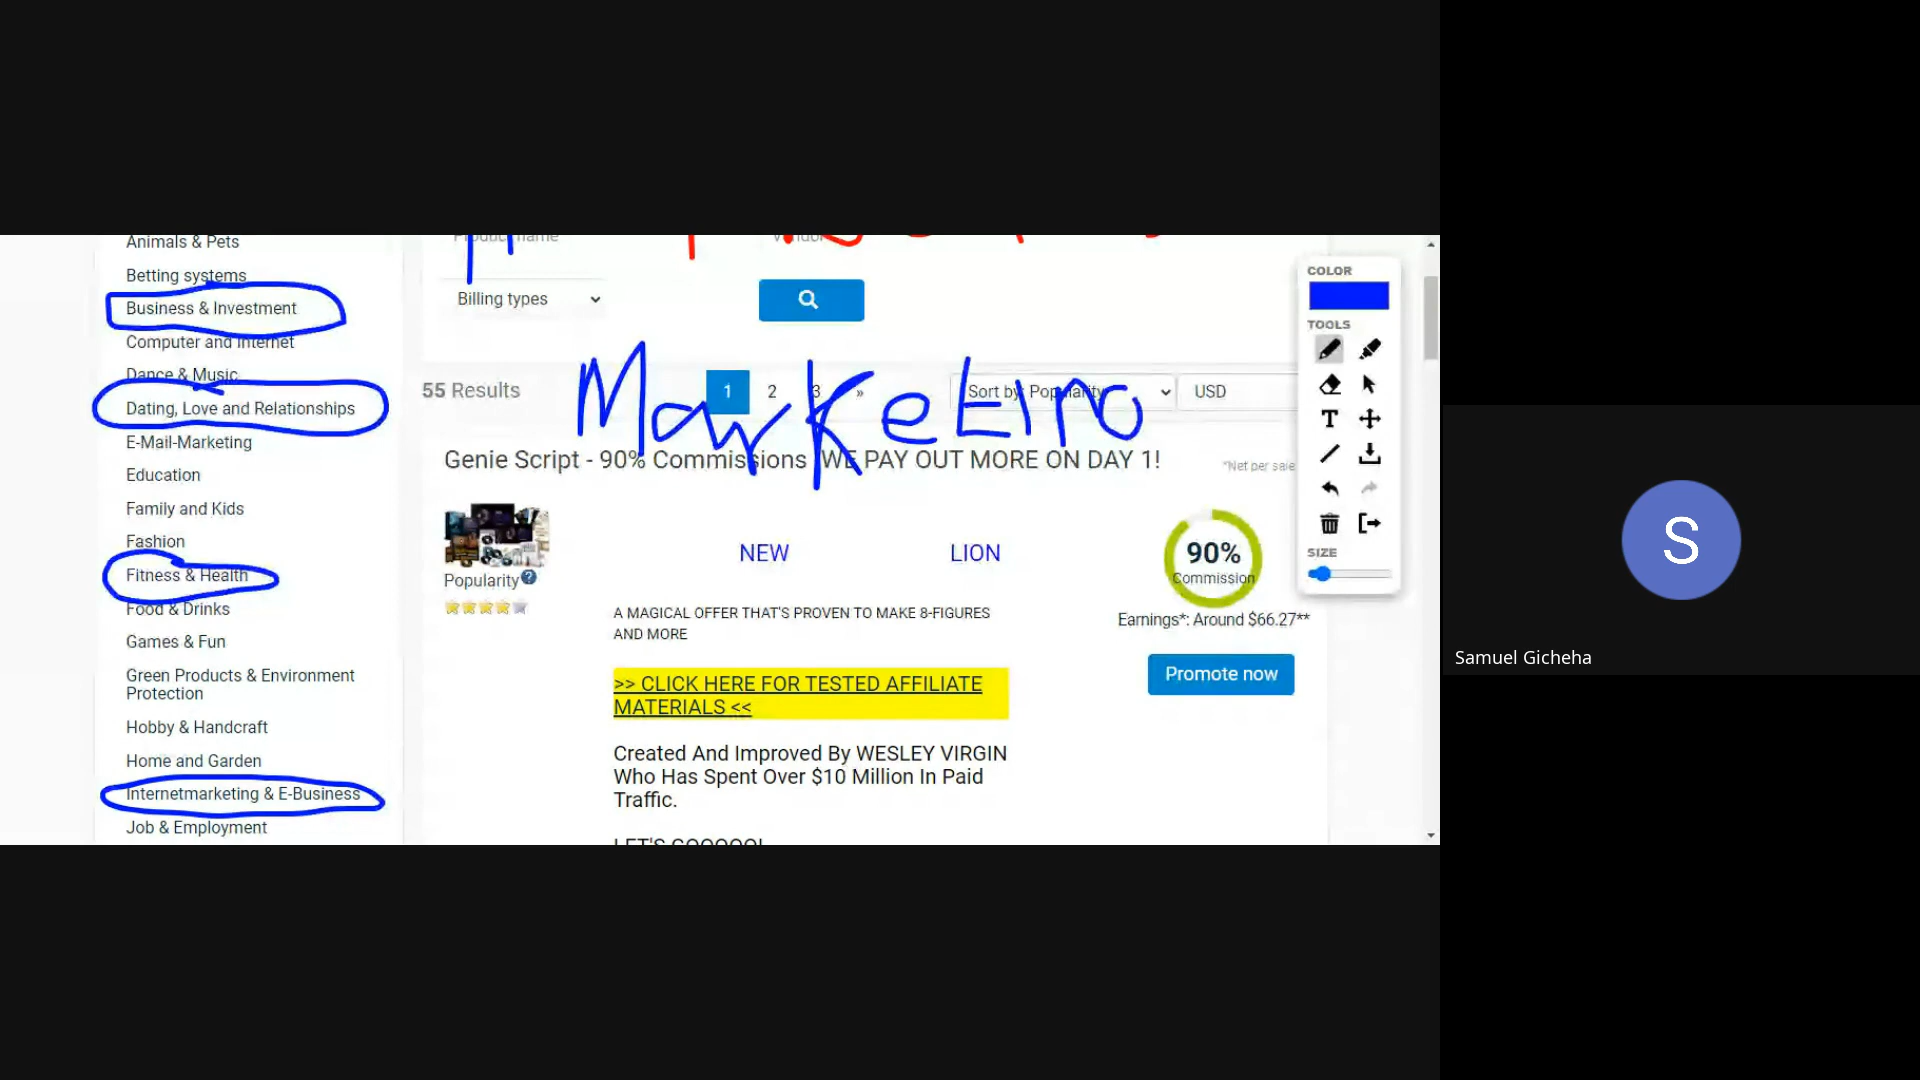 Animals & Pets
Betting systems
Business & Investment
Computer and Internet
Dance & Music
Dating, Love and Relationships
E-Mail-Marketing
Education
Family and Kids
Fashion
Fitness & Health
Food & Drinks
Games & Fun
Green Products & Environment
Protection
Hobby & Handcraft
Home and Garden
Internetmarketing & E-Business
Job & Employment
Product name
Vendor
Billing types
55 Results
1 2 3 »
Sort by: Popularity
USD
Genie Script - 90% Commissions WE PAY OUT MORE ON DAY 1!
*Net per sale
Popularity
?
NEW LION
A MAGICAL OFFER THAT'S PROVEN TO MAKE 8-FIGURES
AND MORE
>> CLICK HERE FOR TESTED AFFILIATE
MATERIALS <<
Created And Improved By WESLEY VIRGIN
Who Has Spent Over $10 Million In Paid
Traffic.
90%
Commission
Earnings*: Around $66.27**
Promote now
COLOR
TOOLS
T
SIZE
S
Samuel Gicheha